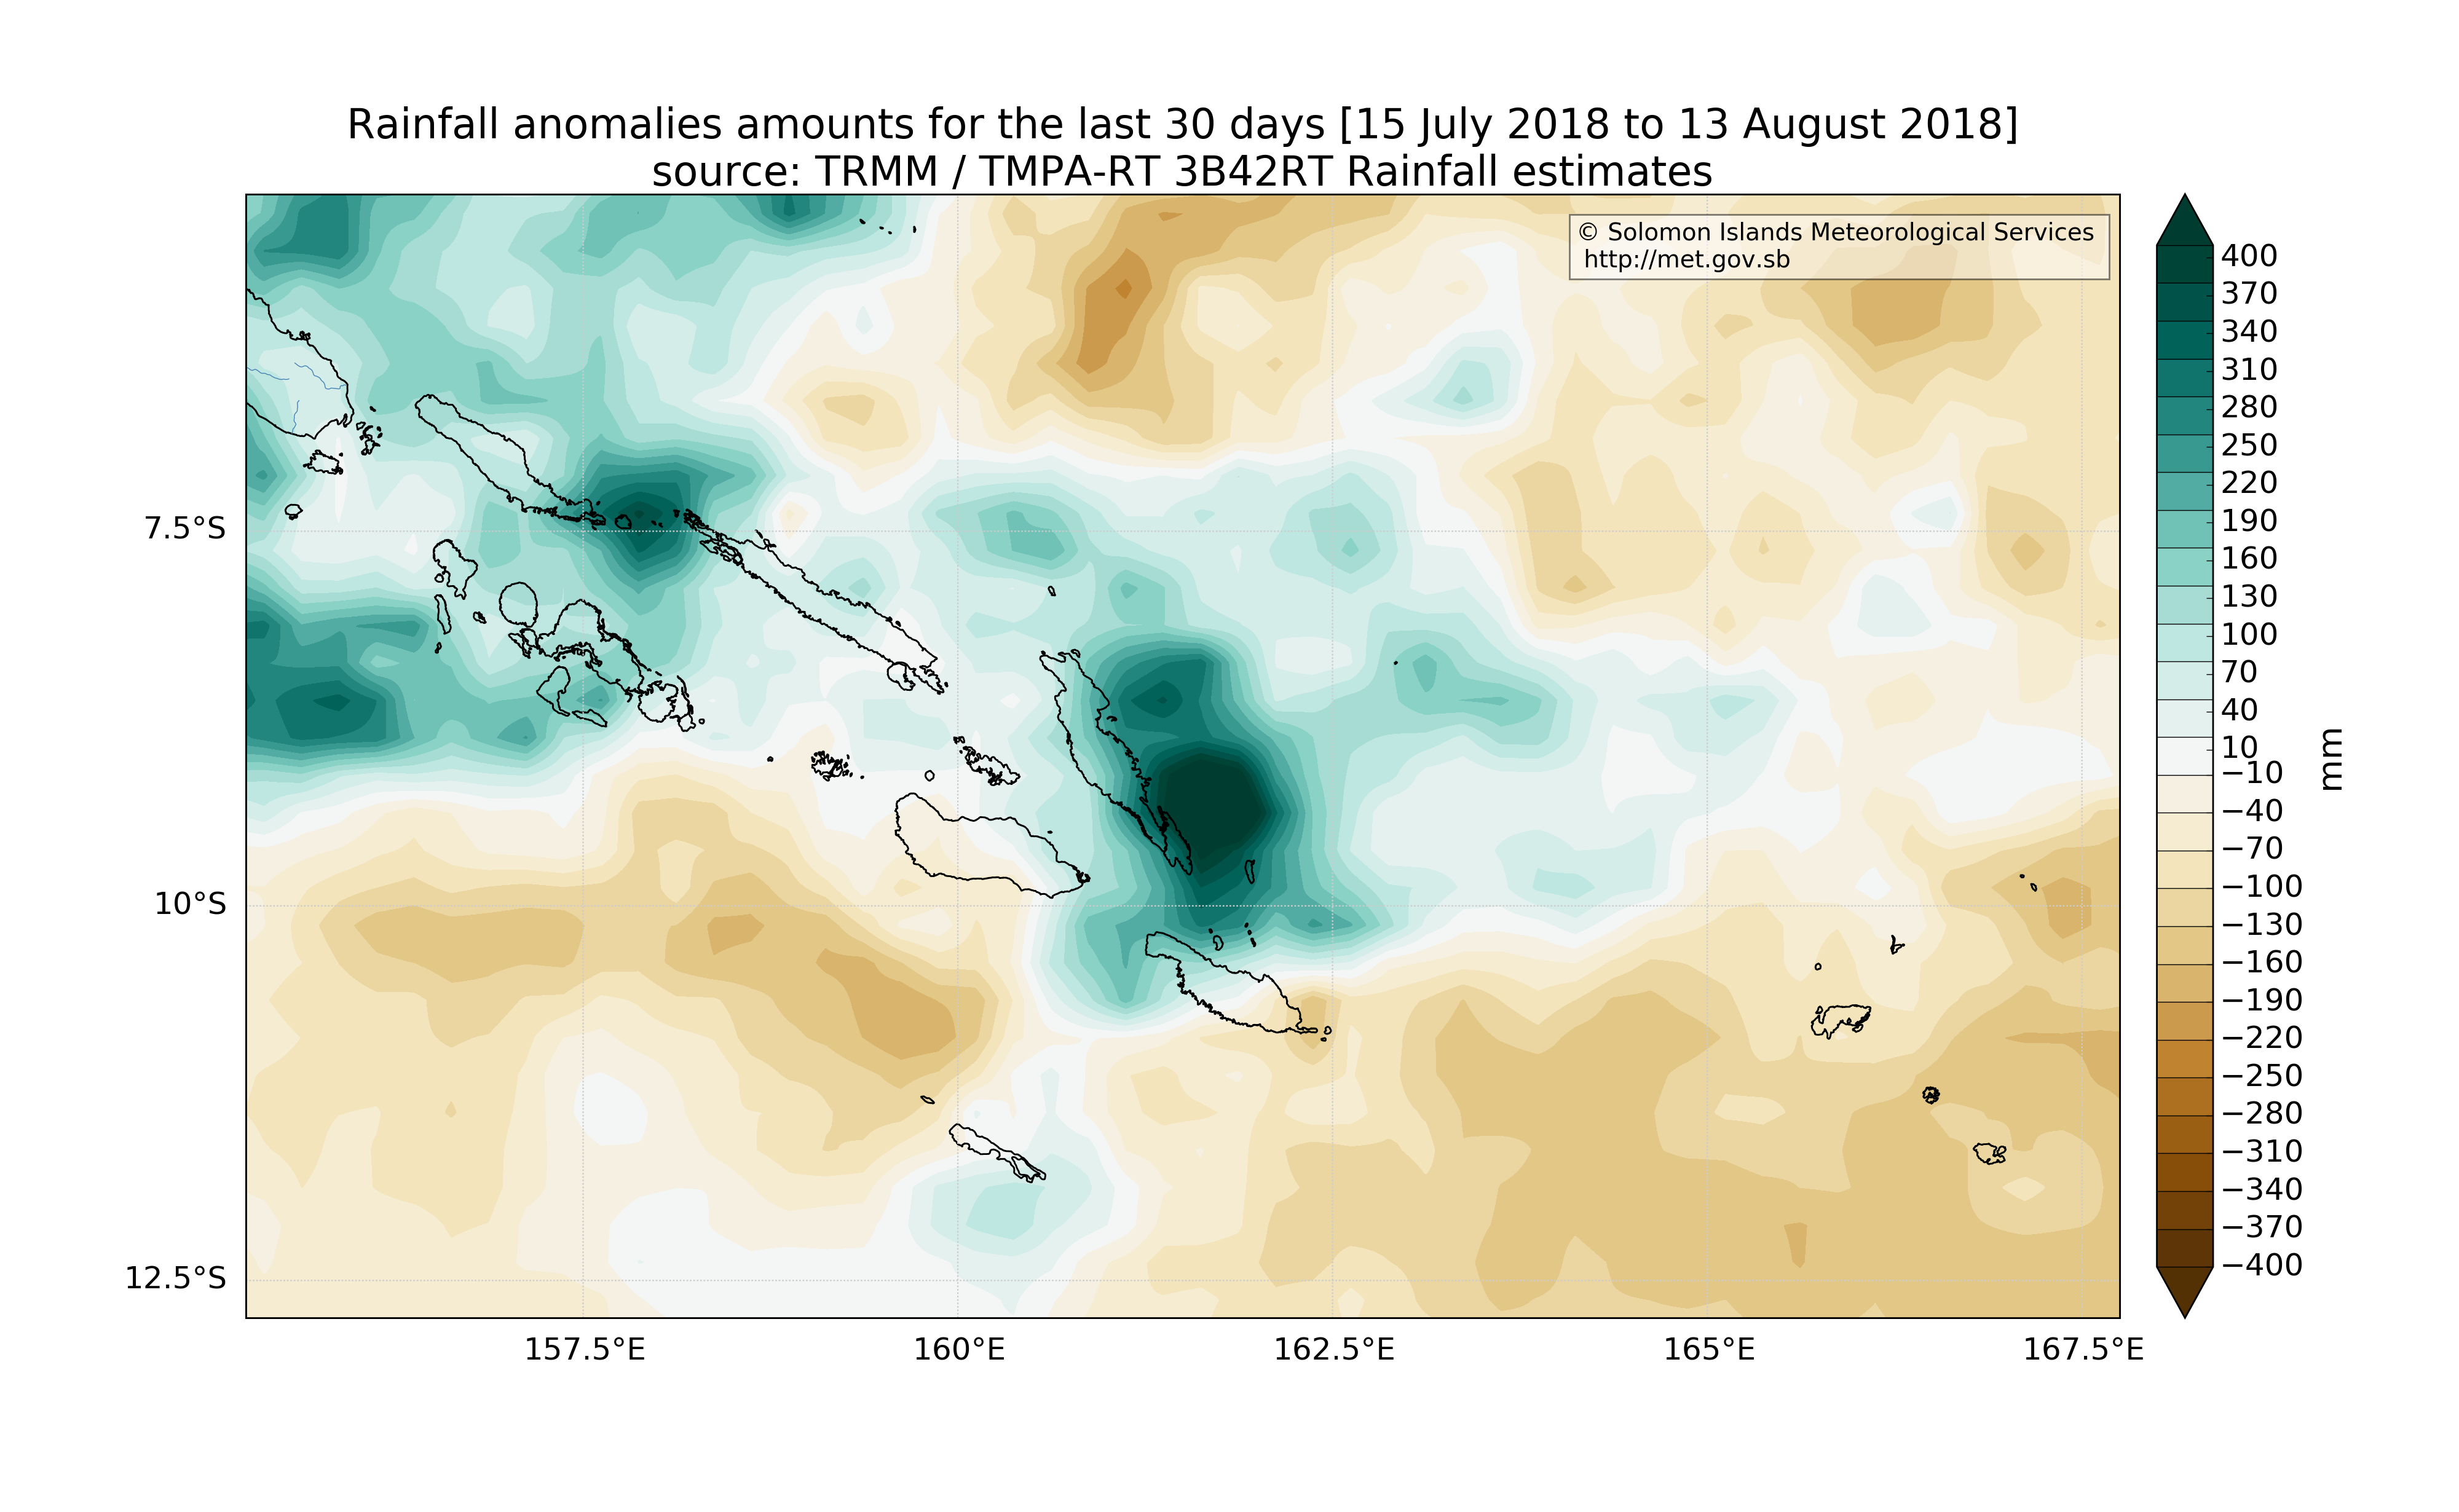 Rainfall anomalies amounts for the last 30 days [15 July 2018 to 13 August 2018]
source: TRMM / TMPA-RT 3B42RT Rainfall estimates
© Solomon Islands Meteorological Services
http://met.gov.sb
7.5°S
10°S
12.5°S
157.5°E
160°E
162.5°E
165°E
167.5°E
400
370
340
310
280
250
220
190
160
130
100
70
40
10
−10
−40
−70
−100
−130
−160
−190
−220
−250
−280
−310
−340
−370
−400
mm